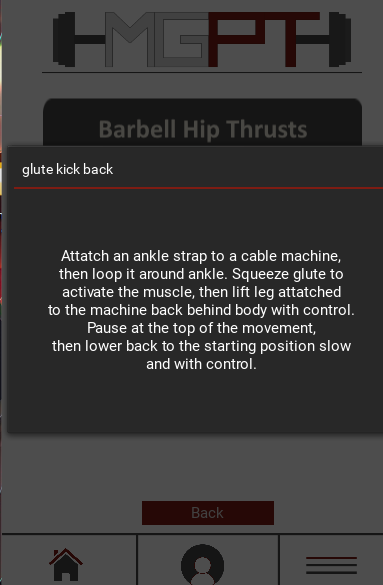 MGPT
Barbell Hip Thrusts
glute kick back
Attatch an ankle strap to a cable machine,
then loop it around ankle. Squeeze glute to
activate the muscle, then lift leg attatched
to the machine back behind body with control.
Pause at the top of the movement,
then lower back to the starting position slow
and with control.
Back